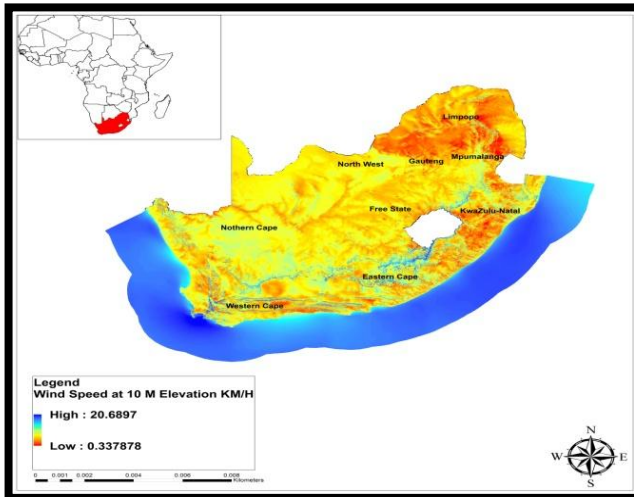 Limpopo
North West
Gauteng
Mpumalanga
Free State
KwaZulu-Natal
Nothern Cape
Eastern Cape
Western Cape
Legend
Wind Speed at 10 M Elevation KM/H
High : 20.6897
Low : 0.337878
0 0.001 0.002 0.004 0.006 0.008
Kilometers
N
W E
S